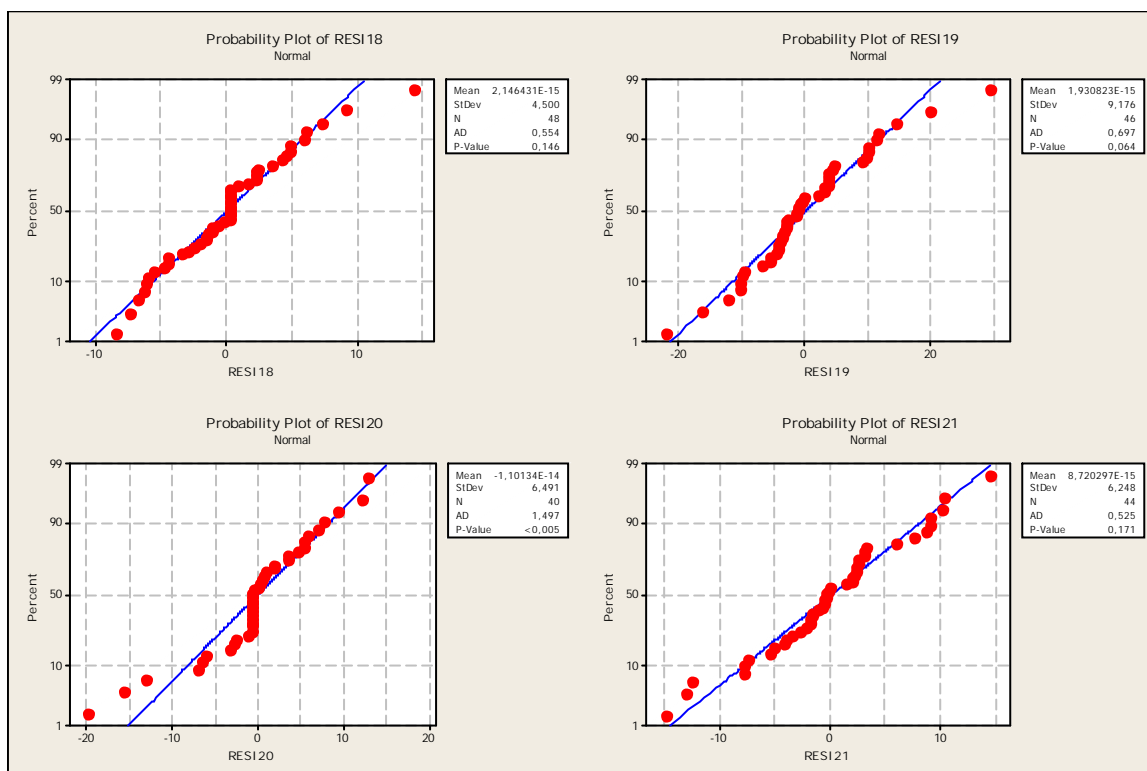 Probability Plot of RESI18
Normal
99
90
50
10
1
Percent
-10
0
10
RESI18
Mean 2,146431E-15
StDev 4,500
N 48
AD 0,554
P-Value 0,146
Probability Plot of RESI19
Normal
99
90
50
10
1
Percent
-20
0
20
RESI19
Mean 1,930823E-15
StDev 9,176
N 46
AD 0,697
P-Value 0,064
Probability Plot of RESI20
Normal
99
90
50
10
1
Percent
-20
-10
0
10
20
RESI20
Mean -1,10134E-14
StDev 6,491
N 40
AD 1,497
P-Value <0,005
Probability Plot of RESI21
Normal
99
90
50
10
1
Percent
-10
0
10
RESI21
Mean 8,720297E-15
StDev 6,248
N 44
AD 0,525
P-Value 0,171